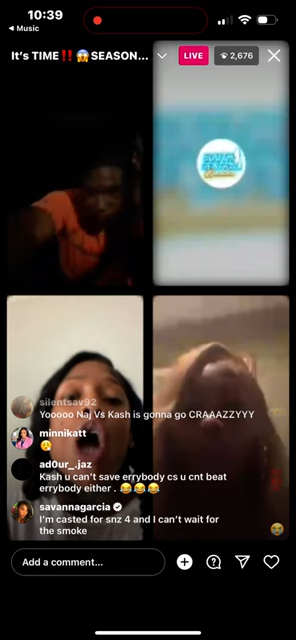 10:39
◀ Music
It's TIME‼️😱SEASON...
LIVE
2,676
SOUTH
CENTRAL
silentsav92
Yooooo Naj Vs Kash is gonna go CRAAAZZYYY
minnikatt
☺️
ad0ur_.jaz
Kash u can't save errybody cs u cnt beat
errybody either . 😂😂😂
savannagarcia
I'm casted for snz 4 and I can't wait for
the smoke
Add a comment...